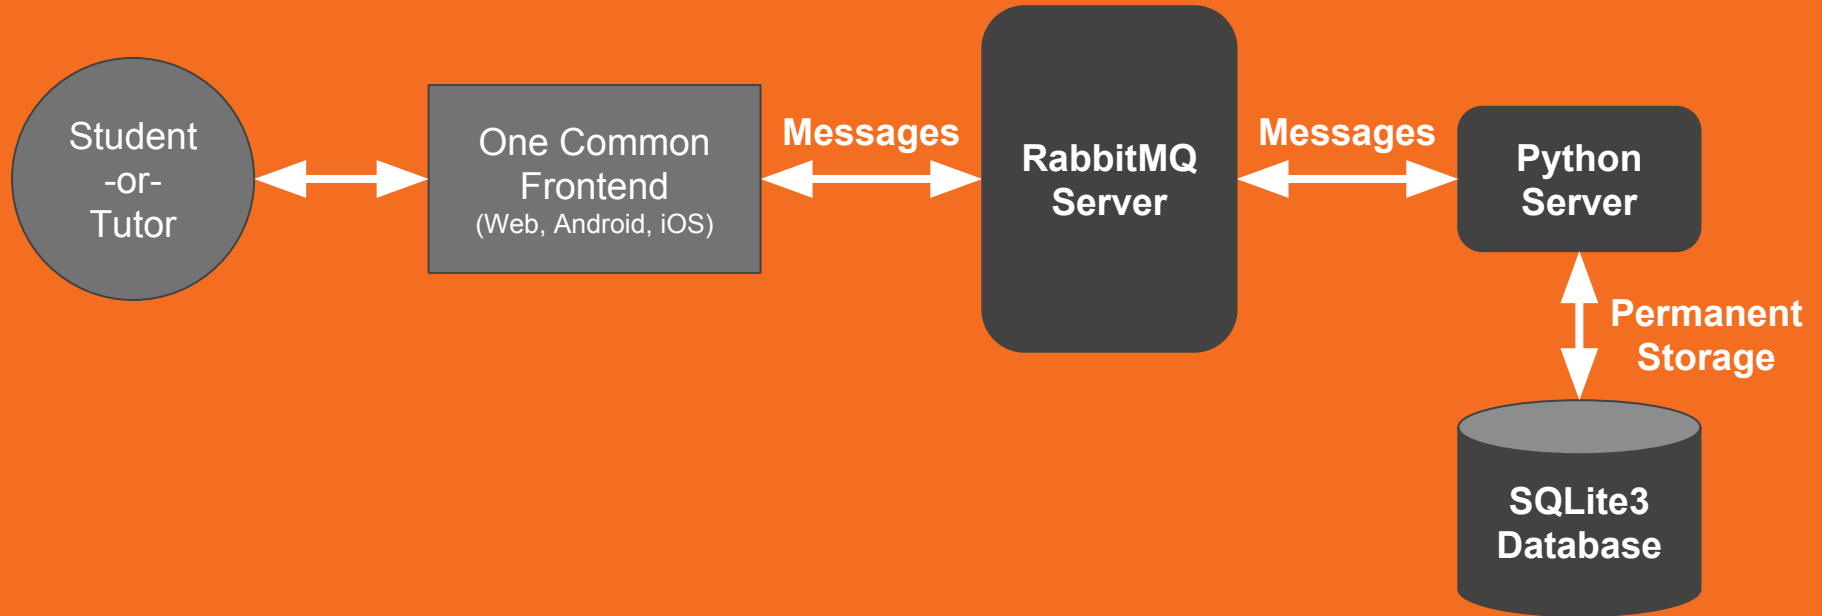 Student
-or-
Tutor
One Common
Frontend
(Web, Android, iOS)
Messages
RabbitMQ
Server
Messages
Python
Server
Permanent
Storage
SQLite3
Database